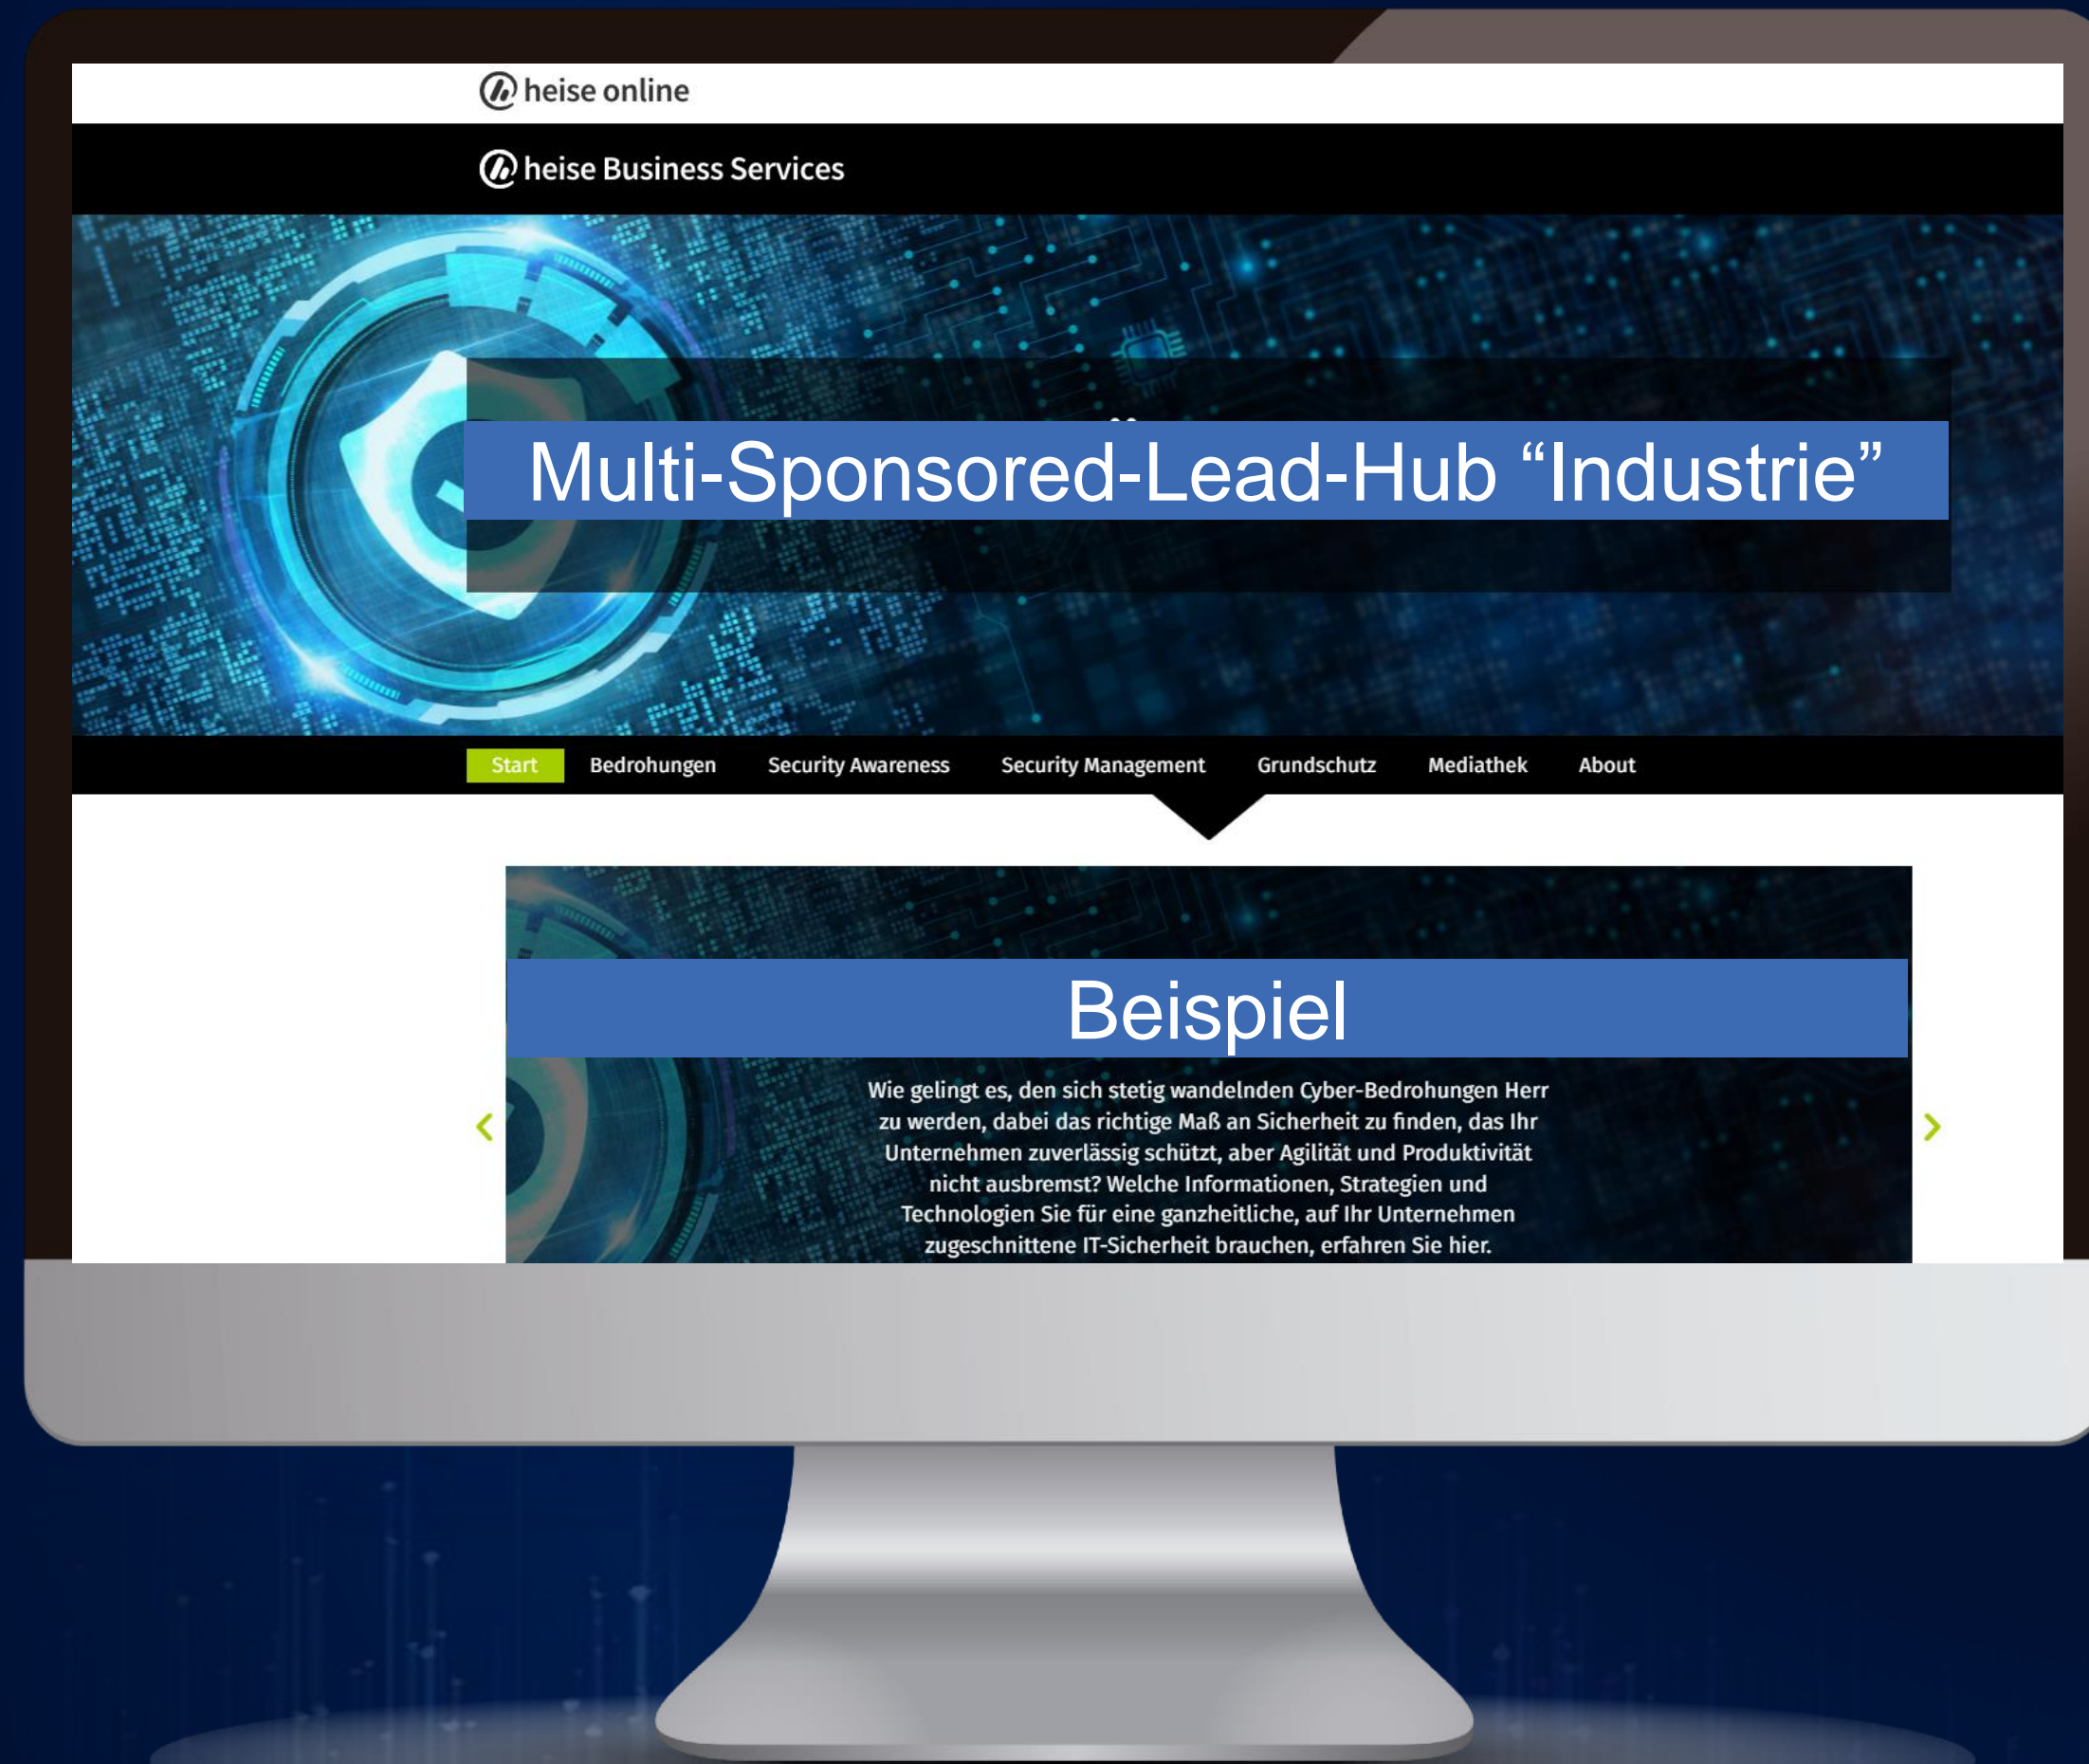 heise online
heise Business Services
Multi-Sponsored-Lead-Hub “Industrie”
Start Bedrohungen Security Awareness Security Management Grundschutz Mediathek About
Beispiel
Wie gelingt es, den sich stetig wandelnden Cyber-Bedrohungen Herr
zu werden, dabei das richtige Maß an Sicherheit zu finden, das Ihr
Unternehmen zuverlässig schützt, aber Agilität und Produktivität
nicht ausbremst? Welche Informationen, Strategien und
Technologien Sie für eine ganzheitliche, auf Ihr Unternehmen
zugeschnittene IT-Sicherheit brauchen, erfahren Sie hier.